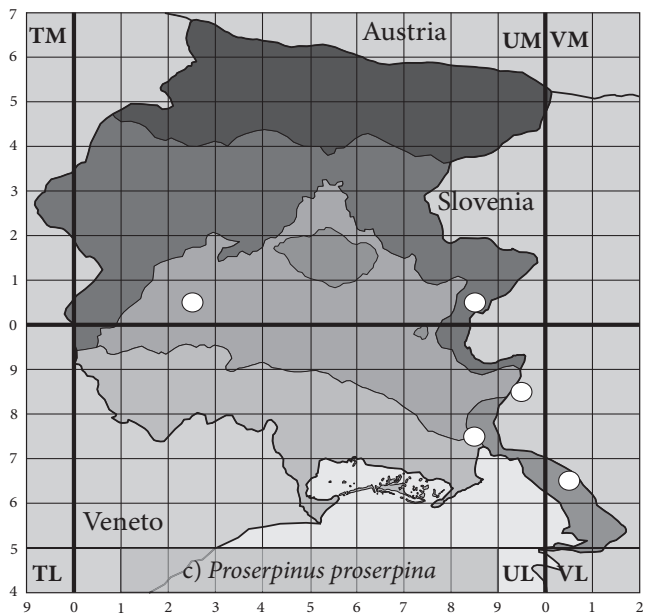 7
TM
Austria
UM
VM
6
5
4
3
Slovenia
2
1
0
9
8
7
6
Veneto
5
TL
c) Proserpinus proserpina
UL
VL
4
9 0 1 2 3 4 5 6 7 8 9 0 1 2